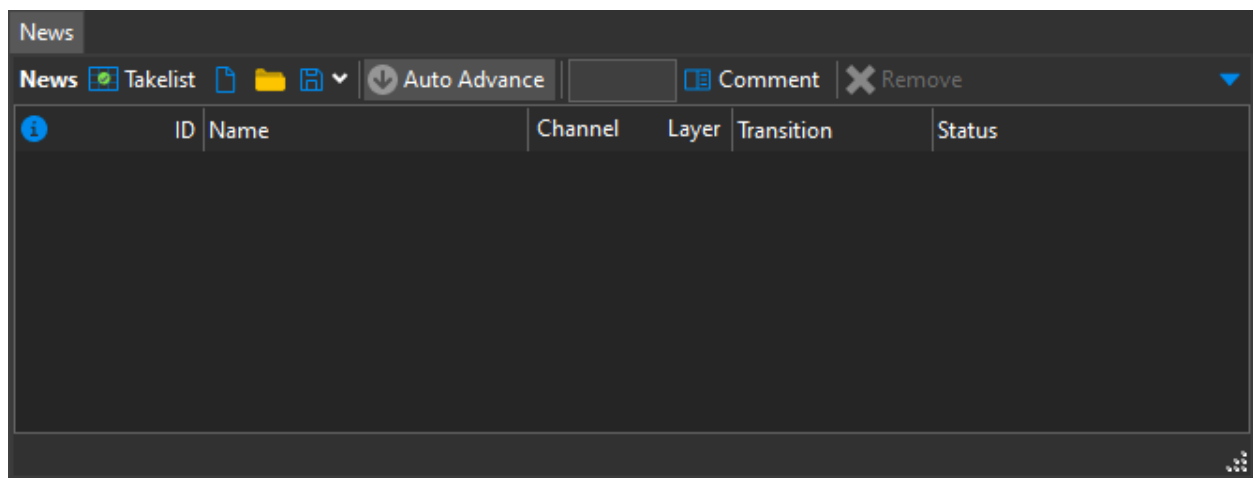 News
News Takelist Auto Advance Comment Remove
ID Name Channel Layer Transition Status